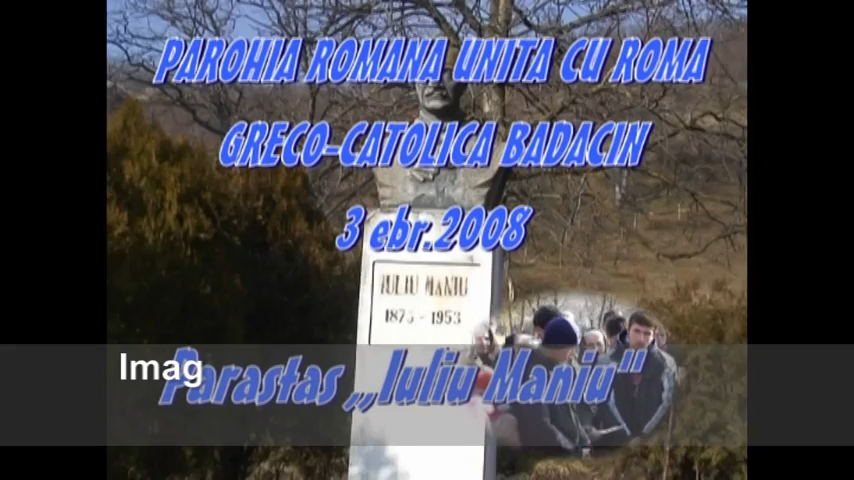 PAROHIA ROMANA UNITA CU ROMA
GRECO-CATOLICA BADACIN
3 ebr.2008
IULIU MANIU
1873 - 1953
Imag
Parastas „Iuliu Maniu"